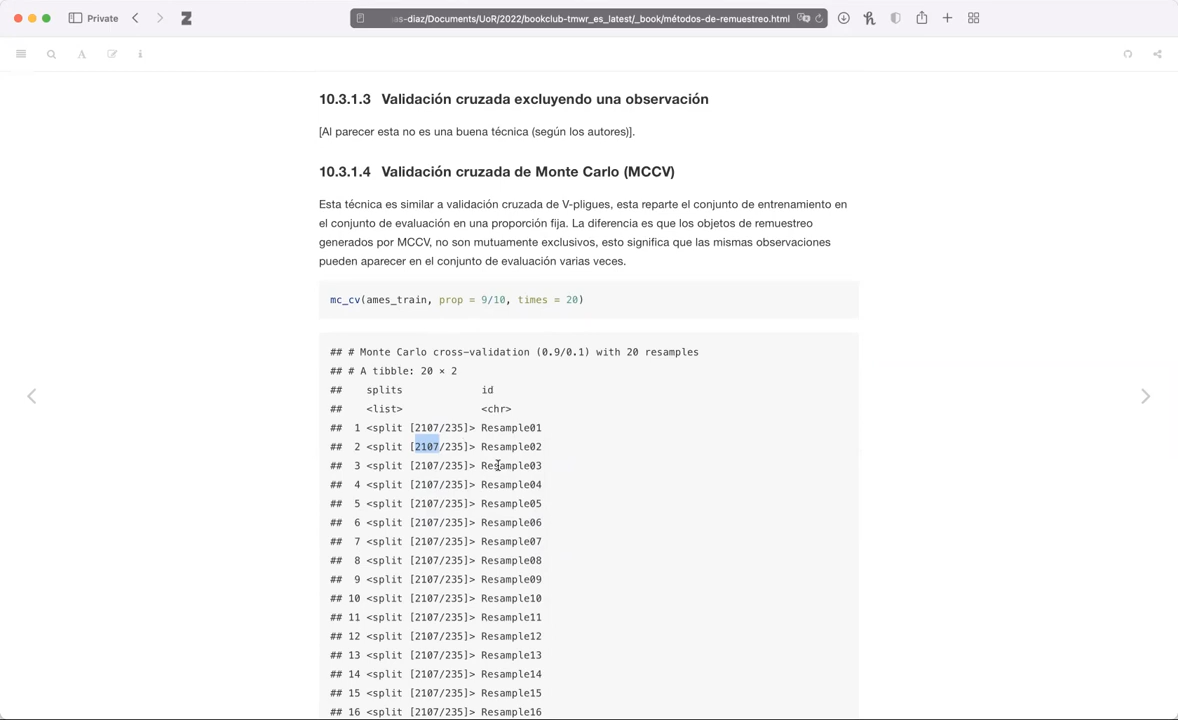 Private
as-diaz/Documents/UoR/2022/bookclub-tmwr_es_latest/_book/métodos-de-remuestreo.html
10.3.1.3 Validación cruzada excluyendo una observación
[Al parecer esta no es una buena técnica (según los autores)].
10.3.1.4 Validación cruzada de Monte Carlo (MCCV)
Esta técnica es similar a validación cruzada de V-pligues, esta reparte el conjunto de entrenamiento en
el conjunto de evaluación en una proporción fija. La diferencia es que los objetos de remuestreo
generados por MCCV, no son mutuamente exclusivos, esto significa que las mismas observaciones
pueden aparecer en el conjunto de evaluación varias veces.
mc_cv(ames_train, prop = 9/10, times = 20)
## # Monte Carlo cross-validation (0.9/0.1) with 20 resamples
## # A tibble: 20 × 2
##    splits             id
##    <list>             <chr>
##  1 <split [2107/235]> Resample01
##  2 <split [2107/235]> Resample02
##  3 <split [2107/235]> Resample03
##  4 <split [2107/235]> Resample04
##  5 <split [2107/235]> Resample05
##  6 <split [2107/235]> Resample06
##  7 <split [2107/235]> Resample07
##  8 <split [2107/235]> Resample08
##  9 <split [2107/235]> Resample09
## 10 <split [2107/235]> Resample10
## 11 <split [2107/235]> Resample11
## 12 <split [2107/235]> Resample12
## 13 <split [2107/235]> Resample13
## 14 <split [2107/235]> Resample14
## 15 <split [2107/235]> Resample15
## 16 <split [2107/235]> Resample16